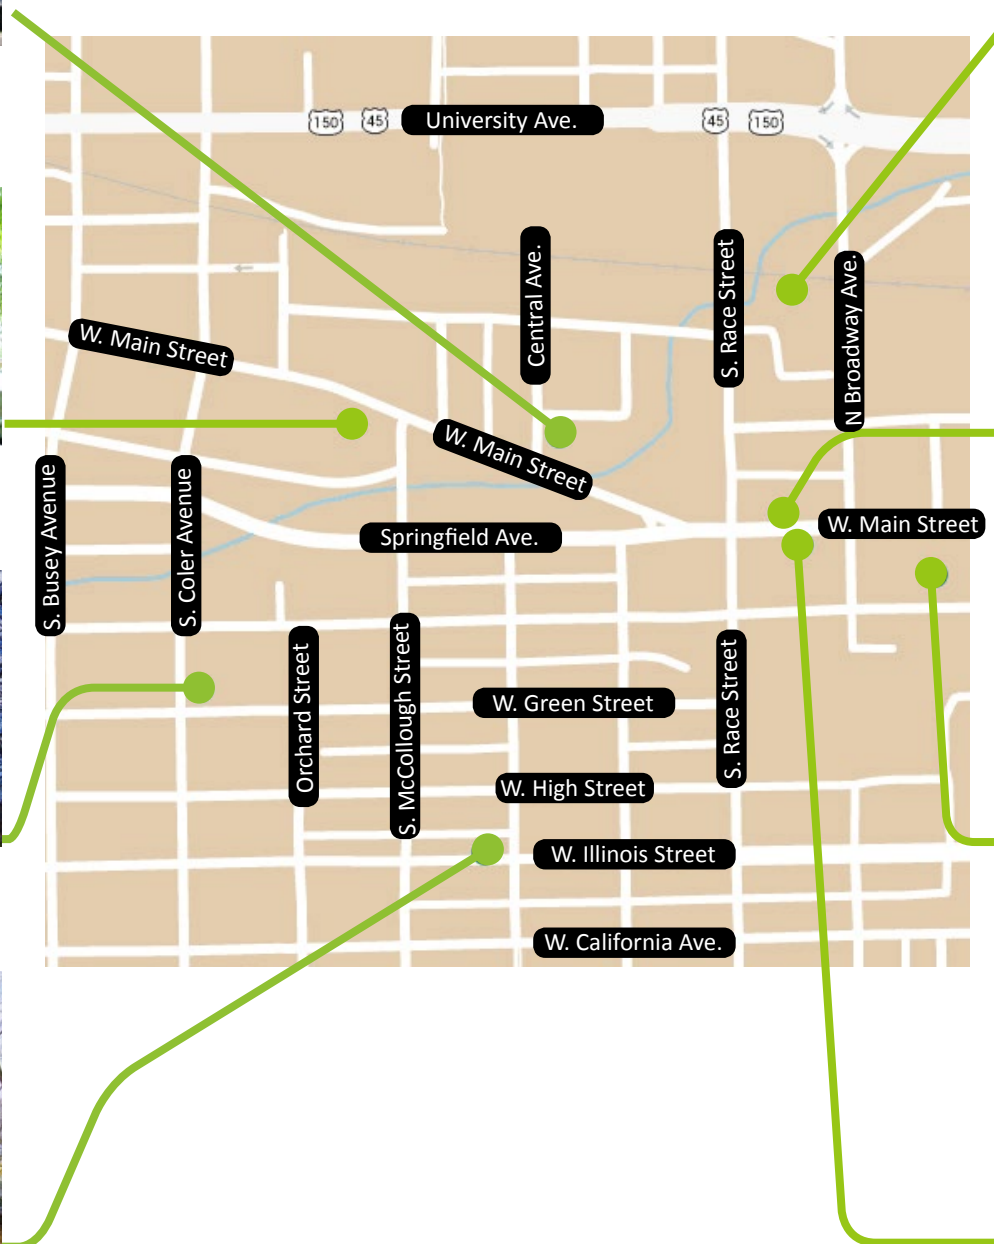 150
45
University Ave.
45
150
Central Ave.
S. Race Street
N Broadway Ave.
W. Main Street
W. Main Street
S. Busey Avenue
S. Coler Avenue
Springfield Ave.
W. Main Street
Orchard Street
S. McCollough Street
W. Green Street
S. Race Street
W. High Street
W. Illinois Street
W. California Ave.